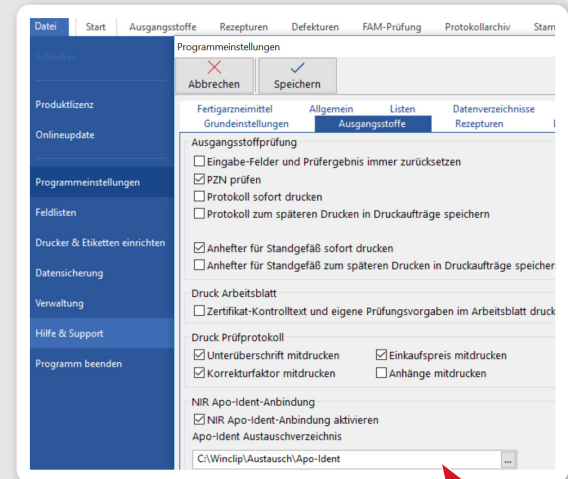 Datei Start Ausgangsstoffe Rezepturen Defekturen FAM-Prüfung Protokollarchiv Stam
Schließen
Produktlizenz
Onlineupdate
Programmeinstellungen
Feldlisten
Drucker & Etiketten einrichten
Datensicherung
Verwaltung
Hilfe & Support
Programm beenden
Programmeinstellungen
Abbrechen Speichern
Fertigarzneimittel Allgemein Listen Datenverzeichnisse
Grundeinstellungen Ausgangsstoffe Rezepturen
Ausgangsstoffprüfung
Eingabe-Felder und Prüfergebnis immer zurücksetzen
PZN prüfen
Protokoll sofort drucken
Protokoll zum späteren Drucken in Druckaufträge speichern
Anhefter für Standgefäß sofort drucken
Anhefter für Standgefäß zum späteren Drucken in Druckaufträge speicher
Druck Arbeitsblatt
Zertifikat-Kontrolltext und eigene Prüfungsvorgaben im Arbeitsblatt druck
Druck Prüfprotokoll
Unterüberschrift mitdrucken Einkaufspreis mitdrucken
Korrekturfaktor mitdrucken Anhänge mitdrucken
NIR Apo-Ident-Anbindung
NIR Apo-Ident-Anbindung aktivieren
Apo-Ident Austauschverzeichnis
C:\Winclip\Austausch\Apo-Ident ...